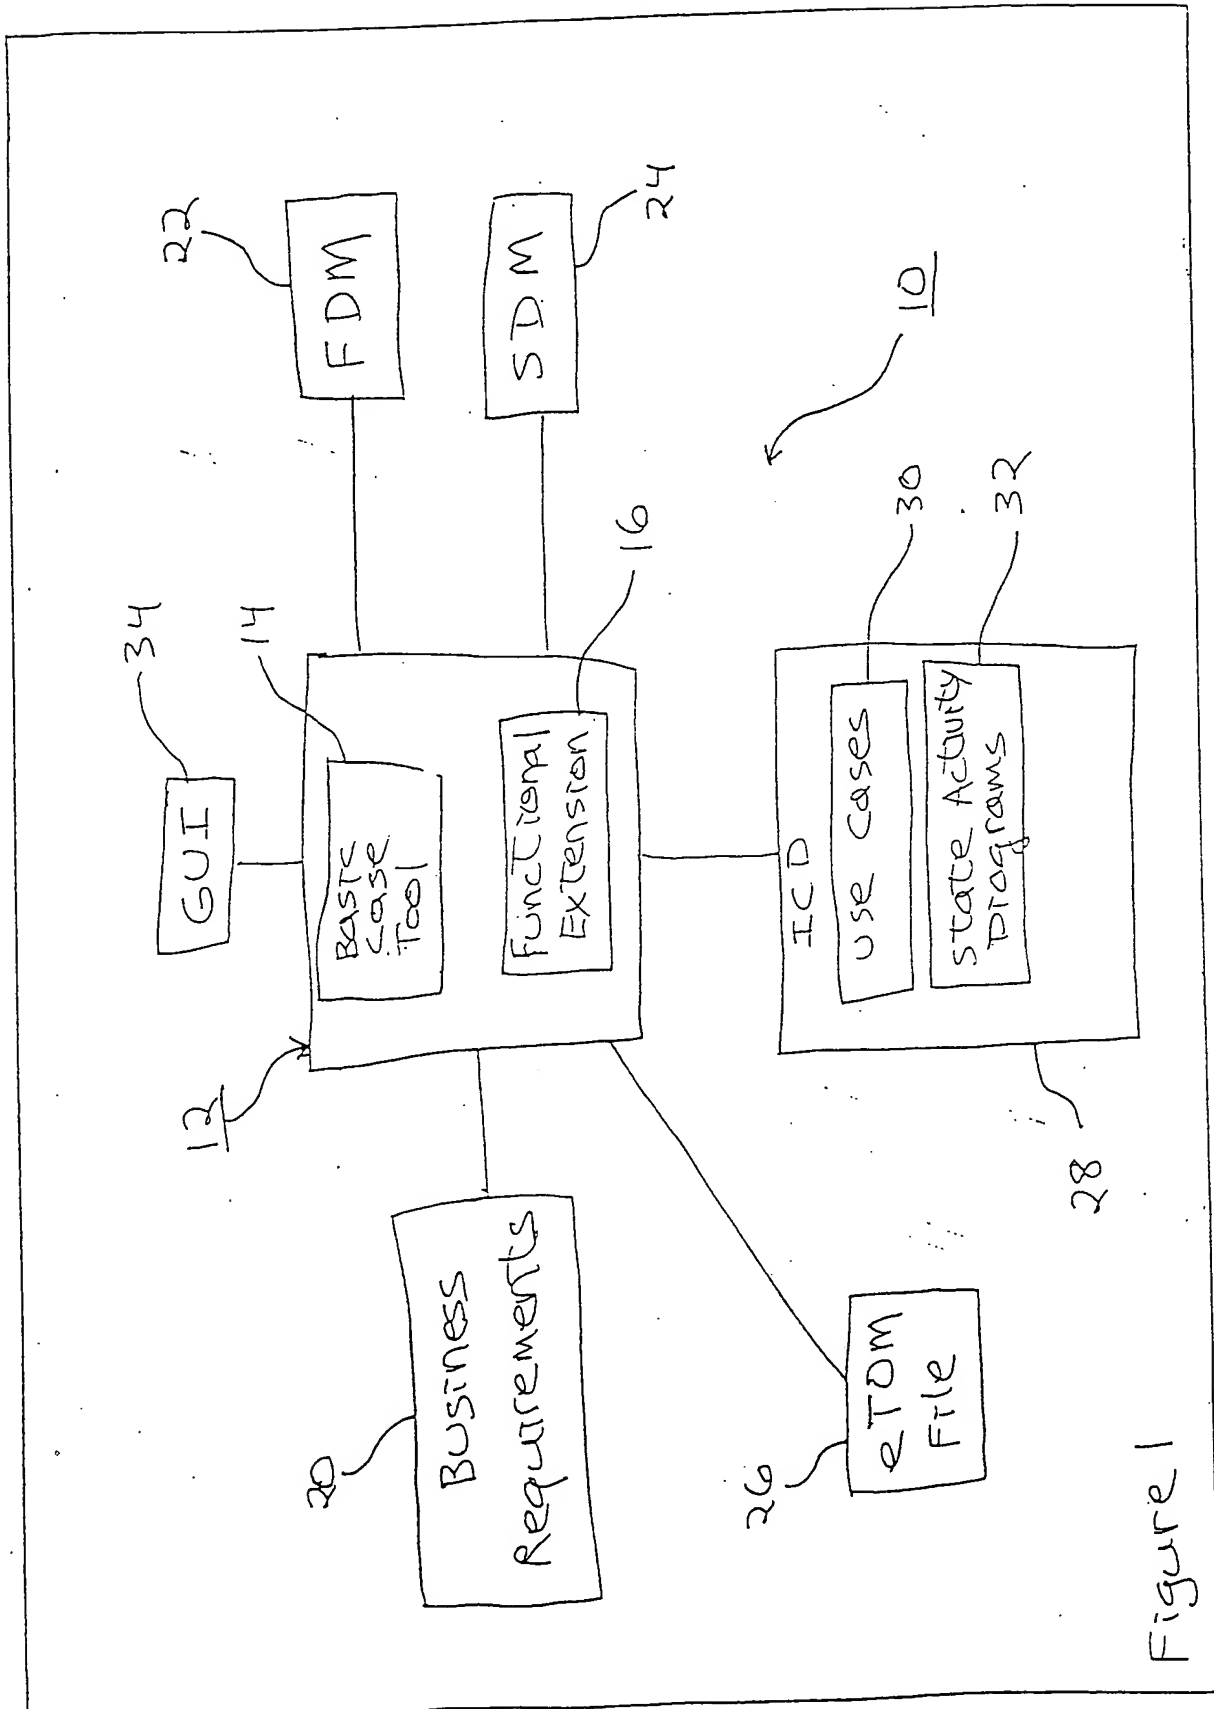 34
GUI
14
22
12
Basic
Case
Tool
FDM
20
Business
Requirements
Functional
Extension
16
SDM
24
10
26
eTOM
File
ICD
use cases
30
State Activity
Diagrams
32
28
Figure 1